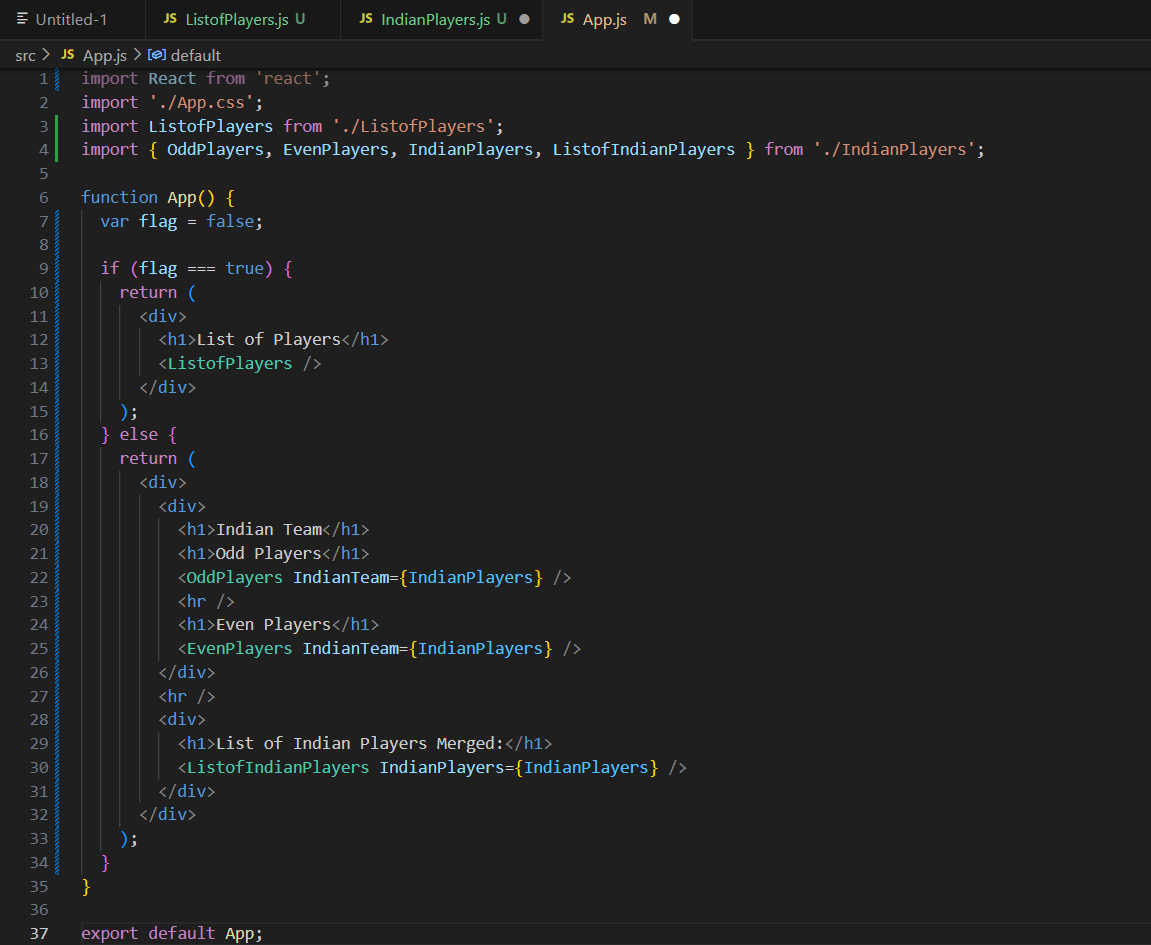 Untitled-1 JS ListofPlayers.js U JS IndianPlayers.js U JS App.js M
src > JS App.js > default
1 import React from 'react';
2 import './App.css';
3 import ListofPlayers from './ListofPlayers';
4 import { OddPlayers, EvenPlayers, IndianPlayers, ListofIndianPlayers } from './IndianPlayers';
5
6 function App() {
7   var flag = false;
8
9   if (flag === true) {
10     return (
11       <div>
12         <h1>List of Players</h1>
13         <ListofPlayers />
14       </div>
15     );
16   } else {
17     return (
18       <div>
19         <div>
20           <h1>Indian Team</h1>
21           <h1>Odd Players</h1>
22           <OddPlayers IndianTeam={IndianPlayers} />
23           <hr />
24           <h1>Even Players</h1>
25           <EvenPlayers IndianTeam={IndianPlayers} />
26         </div>
27         <hr />
28         <div>
29           <h1>List of Indian Players Merged:</h1>
30           <ListofIndianPlayers IndianPlayers={IndianPlayers} />
31         </div>
32       </div>
33     );
34   }
35 }
36
37 export default App;